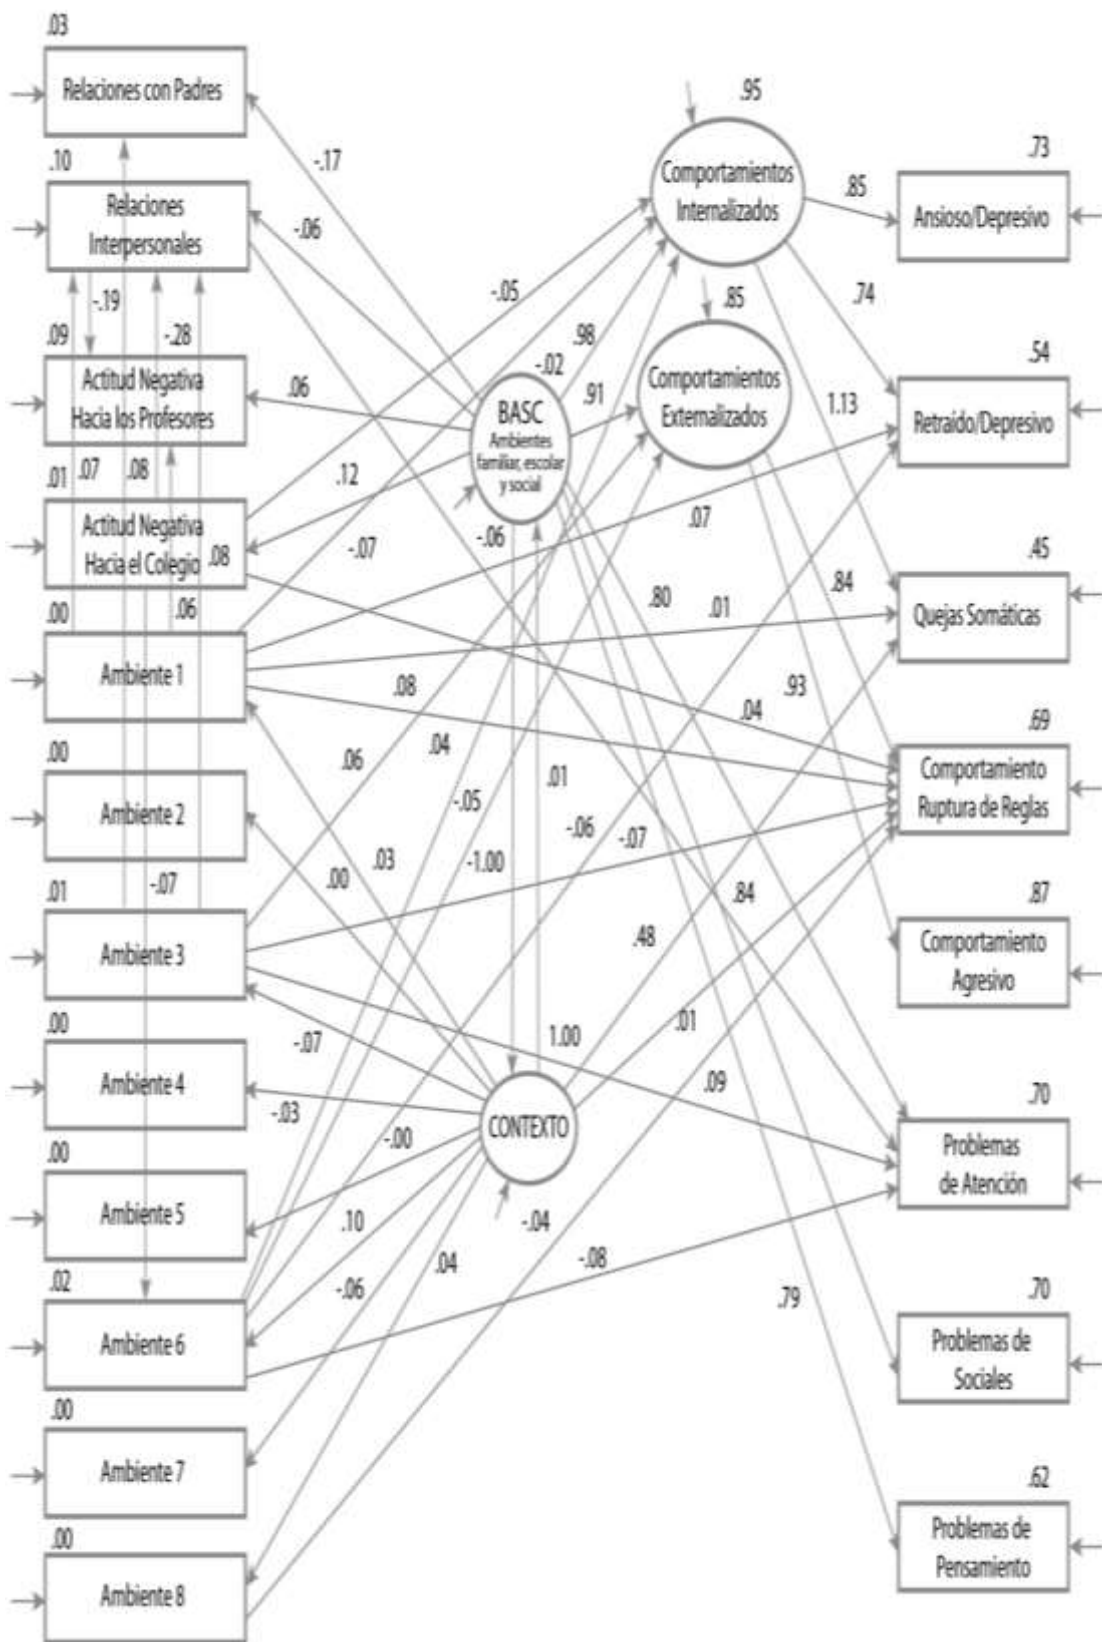 .03
Relaciones con Padres
.10
Relaciones
Interpersonales
-.19
-.28
.09
Actitud Negativa
Hacia los Profesores
.07
.08
.01
Actitud Negativa
Hacia el Colegio
.08
.06
.00
Ambiente 1
.00
Ambiente 2
-.07
.01
Ambiente 3
.00
Ambiente 4
.00
Ambiente 5
.02
Ambiente 6
.00
Ambiente 7
.00
Ambiente 8
-.17
-.06
-.05
.98
-.02
.91
.06
.12
-.07
-.06
BASC
Ambientes
familiar, escolar
y social
.95
Comportamientos
Internalizados
.85
Comportamientos
Externalizados
.85
.74
1.13
.07
.80
.01
.84
.93
.04
.08
.06
.04
-.05
.01
-.06
-.07
.03
.00
-1.00
.84
.48
-.07
1.00
.01
.09
-.03
-.00
CONTEXTO
.10
-.06
.04
-.04
-.08
.79
.73
Ansioso/Depresivo
.54
Retraído/Depresivo
.45
Quejas Somáticas
.69
Comportamiento
Ruptura de Reglas
.87
Comportamiento
Agresivo
.70
Problemas
de Atención
.70
Problemas de
Sociales
.62
Problemas de
Pensamiento